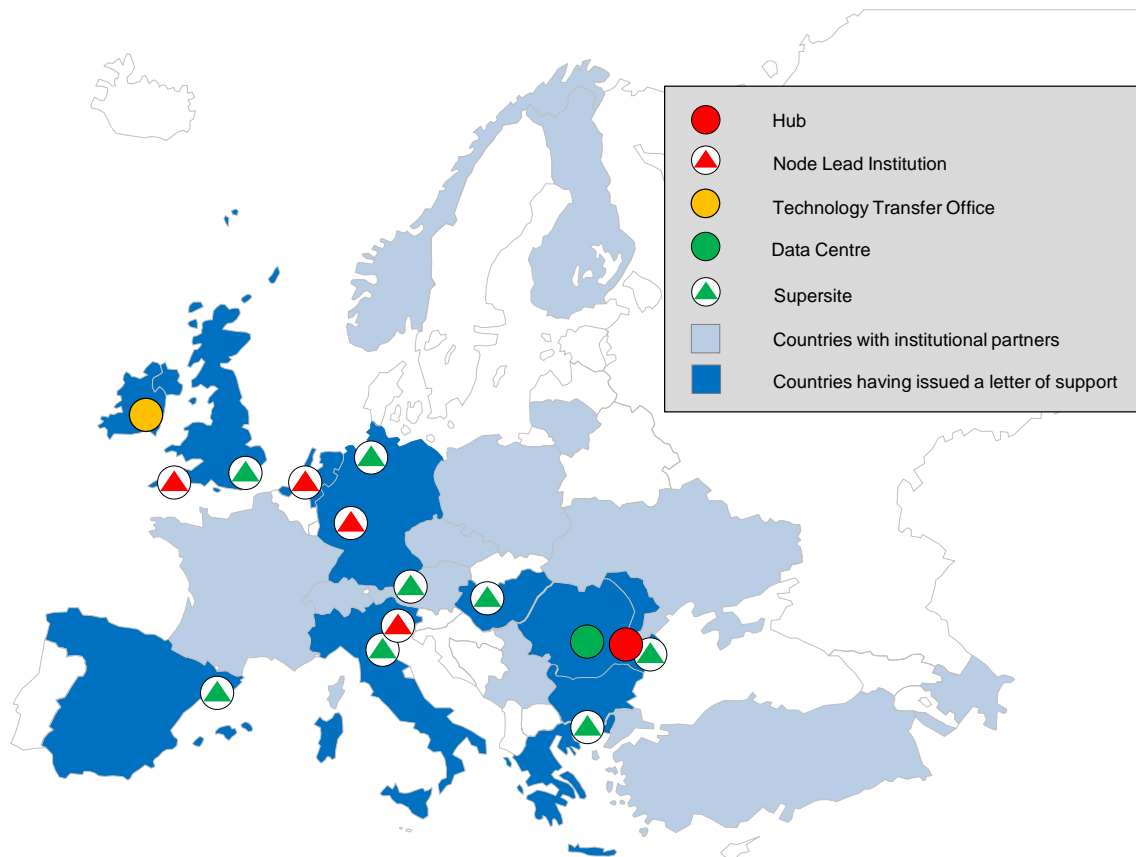 Hub
Node Lead Institution
Technology Transfer Office
Data Centre
Supersite
Countries with institutional partners
Countries having issued a letter of support